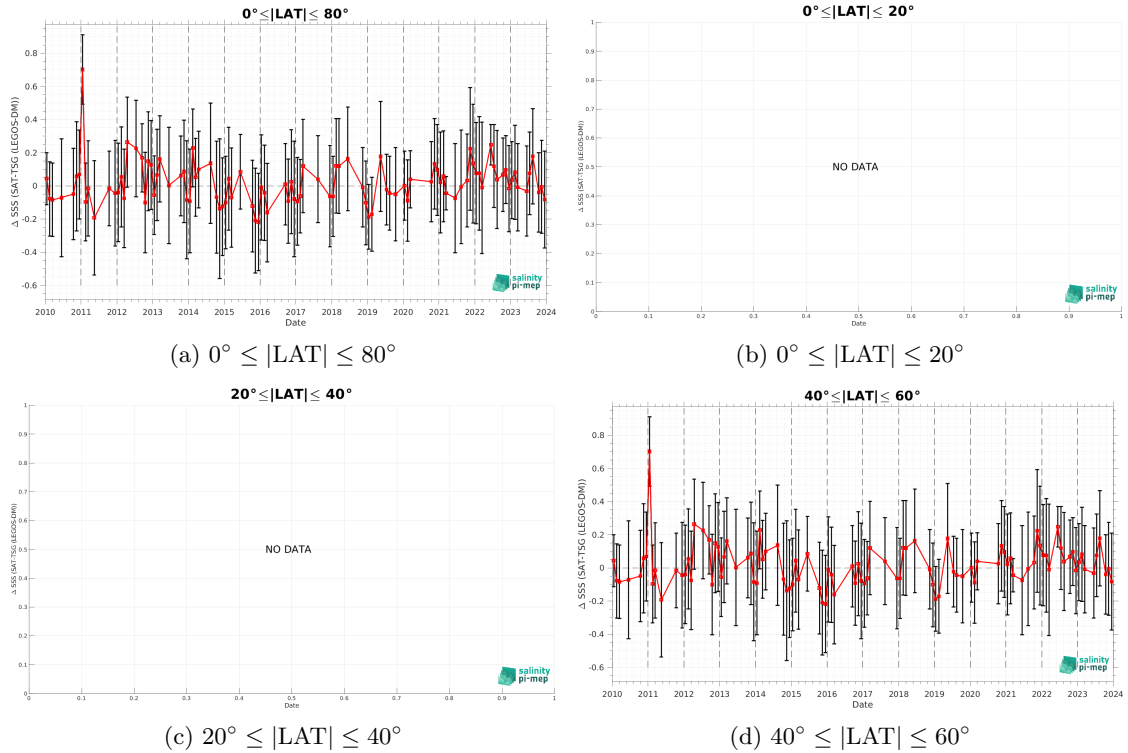 0°≤|LAT|≤ 80°
Δ SSS (SAT-TSG (LEGOS-DM))
0.8
0.6
0.4
0.2
0
-0.2
-0.4
-0.6
2010 2011 2012 2013 2014 2015 2016 2017 2018 2019 2020 2021 2022 2023 2024
Date
salinity
pi-mep
(a) 0° ≤ |LAT| ≤ 80°
0°≤|LAT|≤ 20°
Δ SSS (SAT-TSG (LEGOS-DM))
1
0.9
0.8
0.7
0.6
0.5
0.4
0.3
0.2
0.1
0
NO DATA
0 0.1 0.2 0.3 0.4 0.5 0.6 0.7 0.8 0.9 1
Date
salinity
pi-mep
(b) 0° ≤ |LAT| ≤ 20°
20°≤|LAT|≤ 40°
Δ SSS (SAT-TSG (LEGOS-DM))
1
0.9
0.8
0.7
0.6
0.5
0.4
0.3
0.2
0.1
0
NO DATA
0 0.1 0.2 0.3 0.4 0.5 0.6 0.7 0.8 0.9 1
Date
salinity
pi-mep
(c) 20° ≤ |LAT| ≤ 40°
40°≤|LAT|≤ 60°
Δ SSS (SAT-TSG (LEGOS-DM))
0.8
0.6
0.4
0.2
0
-0.2
-0.4
-0.6
2010 2011 2012 2013 2014 2015 2016 2017 2018 2019 2020 2021 2022 2023 2024
Date
salinity
pi-mep
(d) 40° ≤ |LAT| ≤ 60°